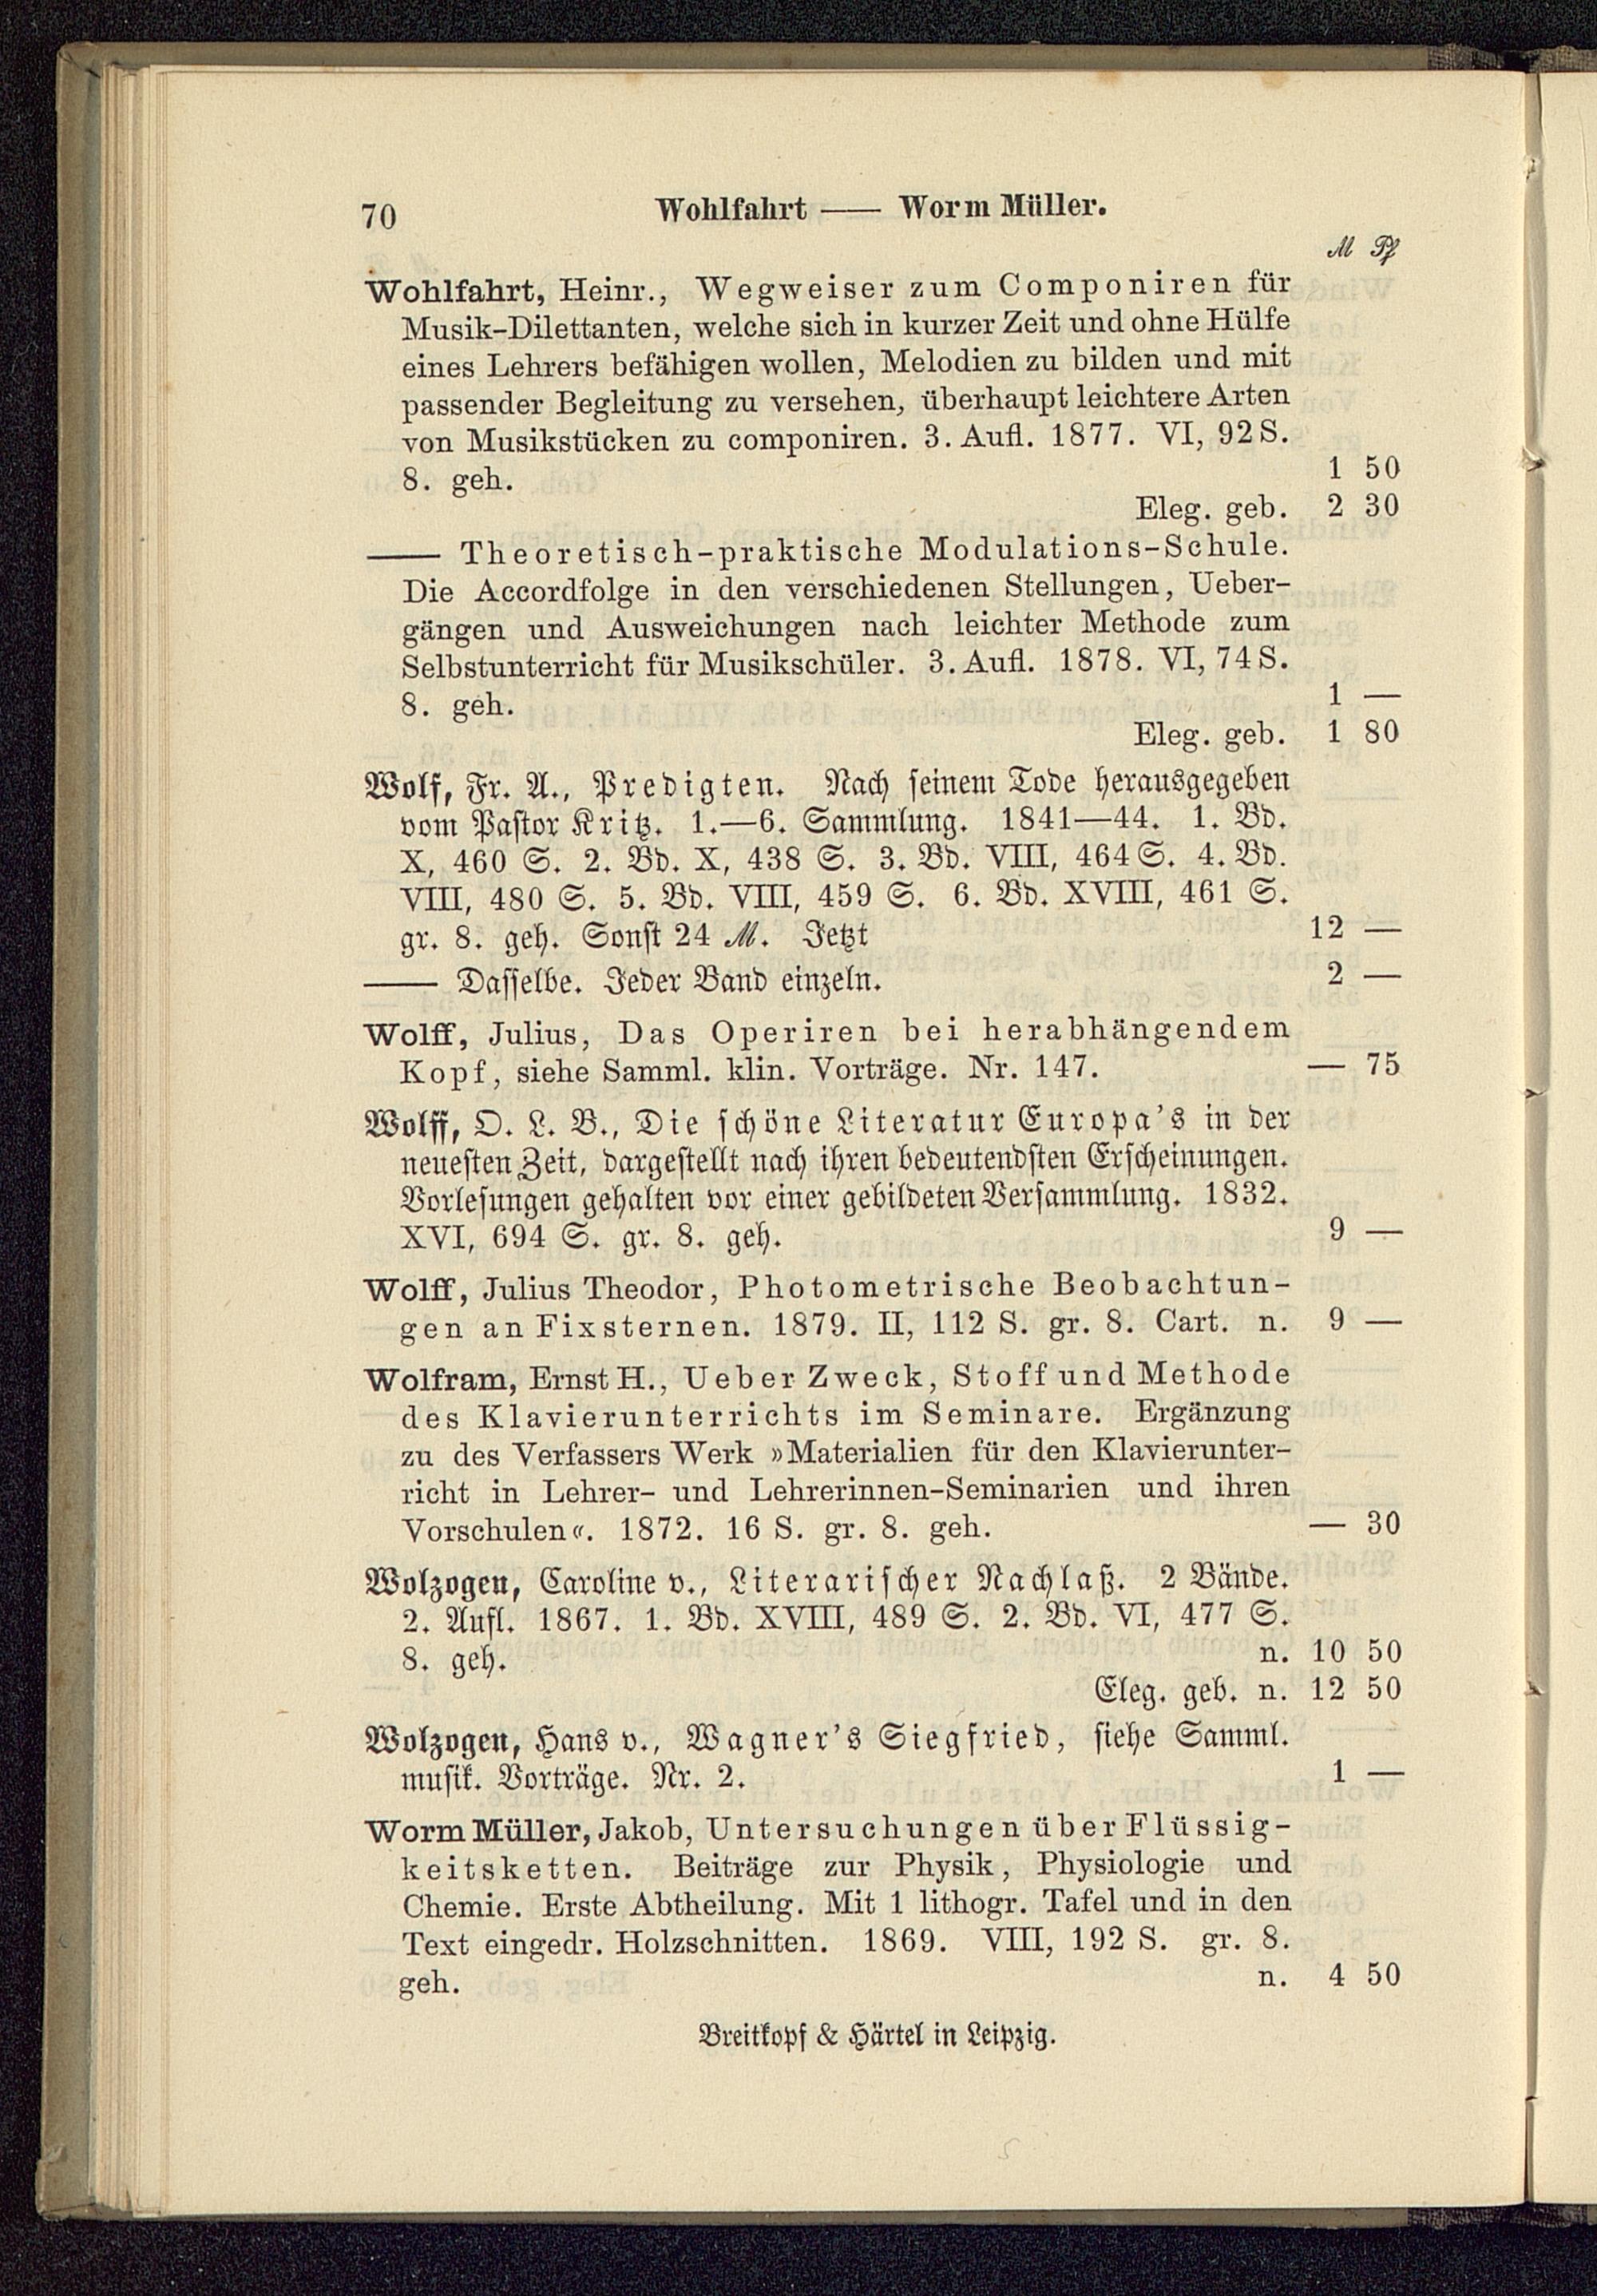 70 Wohlfahrt —— Worm Müller.
M Pf
Wohlfahrt, Heinr., Wegweiser zum Componiren für
Musik-Dilettanten, welche sich in kurzer Zeit und ohne Hülfe
eines Lehrers befähigen wollen, Melodien zu bilden und mit
passender Begleitung zu versehen, überhaupt leichtere Arten
von Musikstücken zu componiren. 3. Aufl. 1877. VI, 92 S.
8. geh. 1 50
Eleg. geb. 2 30
—— Theoretisch-praktische Modulations-Schule.
Die Accordfolge in den verschiedenen Stellungen, Ueber-
gängen und Ausweichungen nach leichter Methode zum
Selbstunterricht für Musikschüler. 3. Aufl. 1878. VI, 74 S.
8. geh. 1 —
Eleg. geb. 1 80
Wolf, Fr. A., Predigten. Nach seinem Tode herausgegeben
vom Pastor Kritz. 1.—6. Sammlung. 1841—44. 1. Bd.
X, 460 S. 2. Bd. X, 438 S. 3. Bd. VIII, 464 S. 4. Bd.
VIII, 480 S. 5. Bd. VIII, 459 S. 6. Bd. XVIII, 461 S.
gr. 8. geh. Sonst 24 M. Jetzt 12 —
—— Dasselbe. Jeder Band einzeln. 2 —
Wolff, Julius, Das Operiren bei herabhängendem
Kopf, siehe Samml. klin. Vorträge. Nr. 147. — 75
Wolff, O. L. B., Die schöne Literatur Europa's in der
neuesten Zeit, dargestellt nach ihren bedeutendsten Erscheinungen.
Vorlesungen gehalten vor einer gebildeten Versammlung. 1832.
XVI, 694 S. gr. 8. geh. 9 —
Wolff, Julius Theodor, Photometrische Beobachtun-
gen an Fixsternen. 1879. II, 112 S. gr. 8. Cart. n. 9 —
Wolfram, Ernst H., Ueber Zweck, Stoff und Methode
des Klavierunterrichts im Seminare. Ergänzung
zu des Verfassers Werk »Materialien für den Klavierunter-
richt in Lehrer- und Lehrerinnen-Seminarien und ihren
Vorschulen«. 1872. 16 S. gr. 8. geh. — 30
Wolzogen, Caroline v., Literarischer Nachlaß. 2 Bände.
2. Aufl. 1867. 1. Bd. XVIII, 489 S. 2. Bd. VI, 477 S.
8. geh. n. 10 50
Eleg. geb. n. 12 50
Wolzogen, Hans v., Wagner's Siegfried, siehe Samml.
musik. Vorträge. Nr. 2. 1 —
Worm Müller, Jakob, Untersuchungen über Flüssig-
keitsketten. Beiträge zur Physik, Physiologie und
Chemie. Erste Abtheilung. Mit 1 lithogr. Tafel und in den
Text eingedr. Holzschnitten. 1869. VIII, 192 S. gr. 8.
geh. n. 4 50
Breitkopf & Härtel in Leipzig.